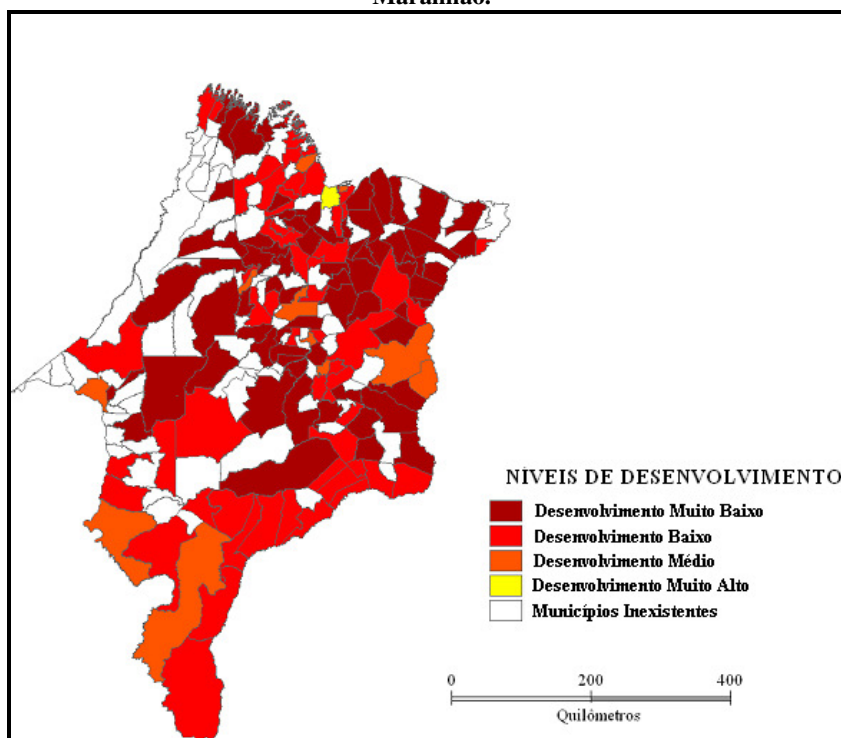 Maranhão.
NÍVEIS DE DESENVOLVIMENTO
Desenvolvimento Muito Baixo
Desenvolvimento Baixo
Desenvolvimento Médio
Desenvolvimento Muito Alto
Municípios Inexistentes
0 200 400
Quilómetros